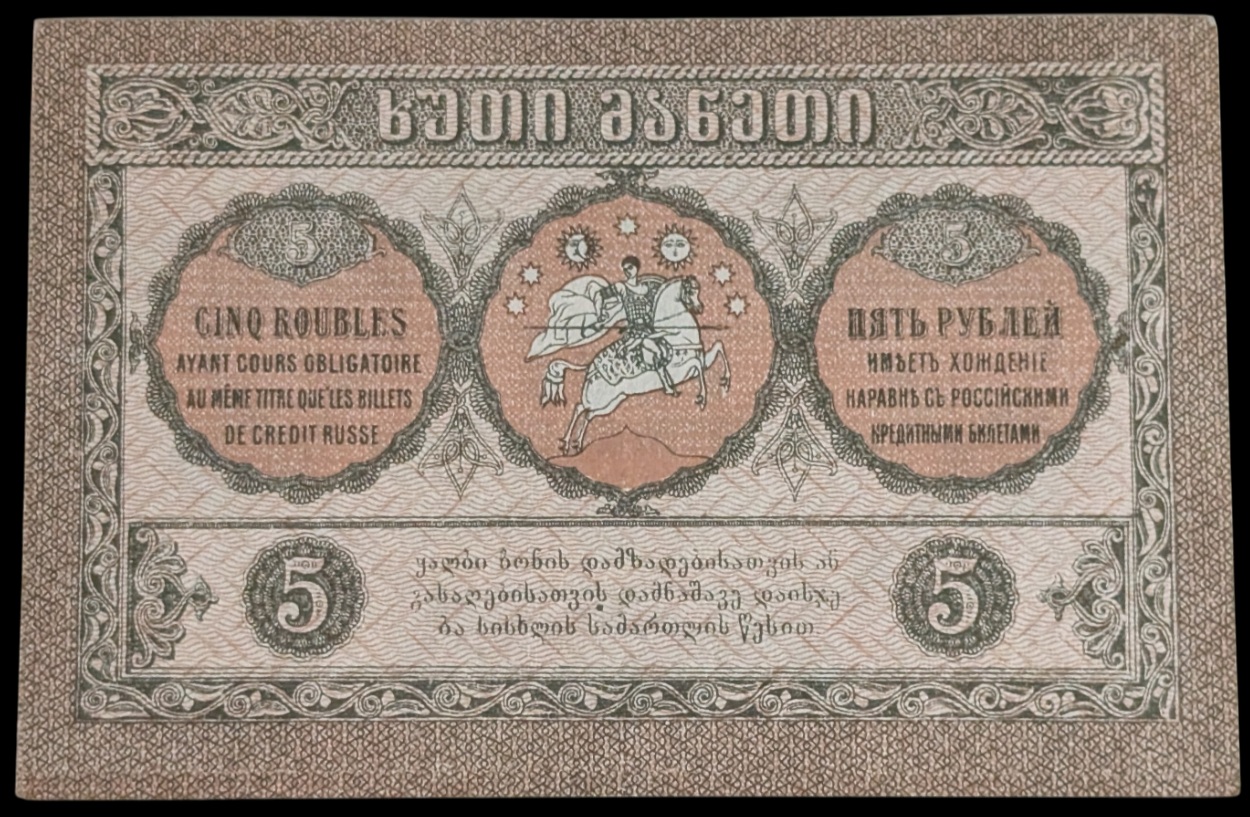 ხუთი მანეთი
5
CINQ ROUBLES
AYANT COURS OBLIGATOIRE
AU MÊME TITRE QUE LES BILLETS
DE CREDIT RUSSE
5
ПЯТЬ РУБЛЕЙ
ИМѢЕТЪ ХОЖДЕНІЕ
НАРАВНѢ СЪ РОССІЙСКИМИ
КРЕДИТНЫМИ БИЛЕТАМИ
5
ყალბი ბონის დამზადებისათვის ან
გასაღებისათვის დამნაშავე დაისჯე
ბა სისხლის სამართლის წესით
5